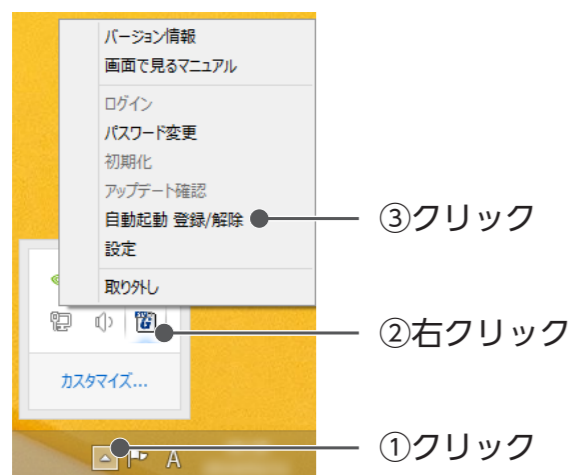 バージョン情報
画面で見るマニュアル
ログイン
パスワード変更
初期化
アップデート確認
自動起動 登録/解除
設定
取り外し
③クリック
②右クリック
カスタマイズ...
①クリック
A